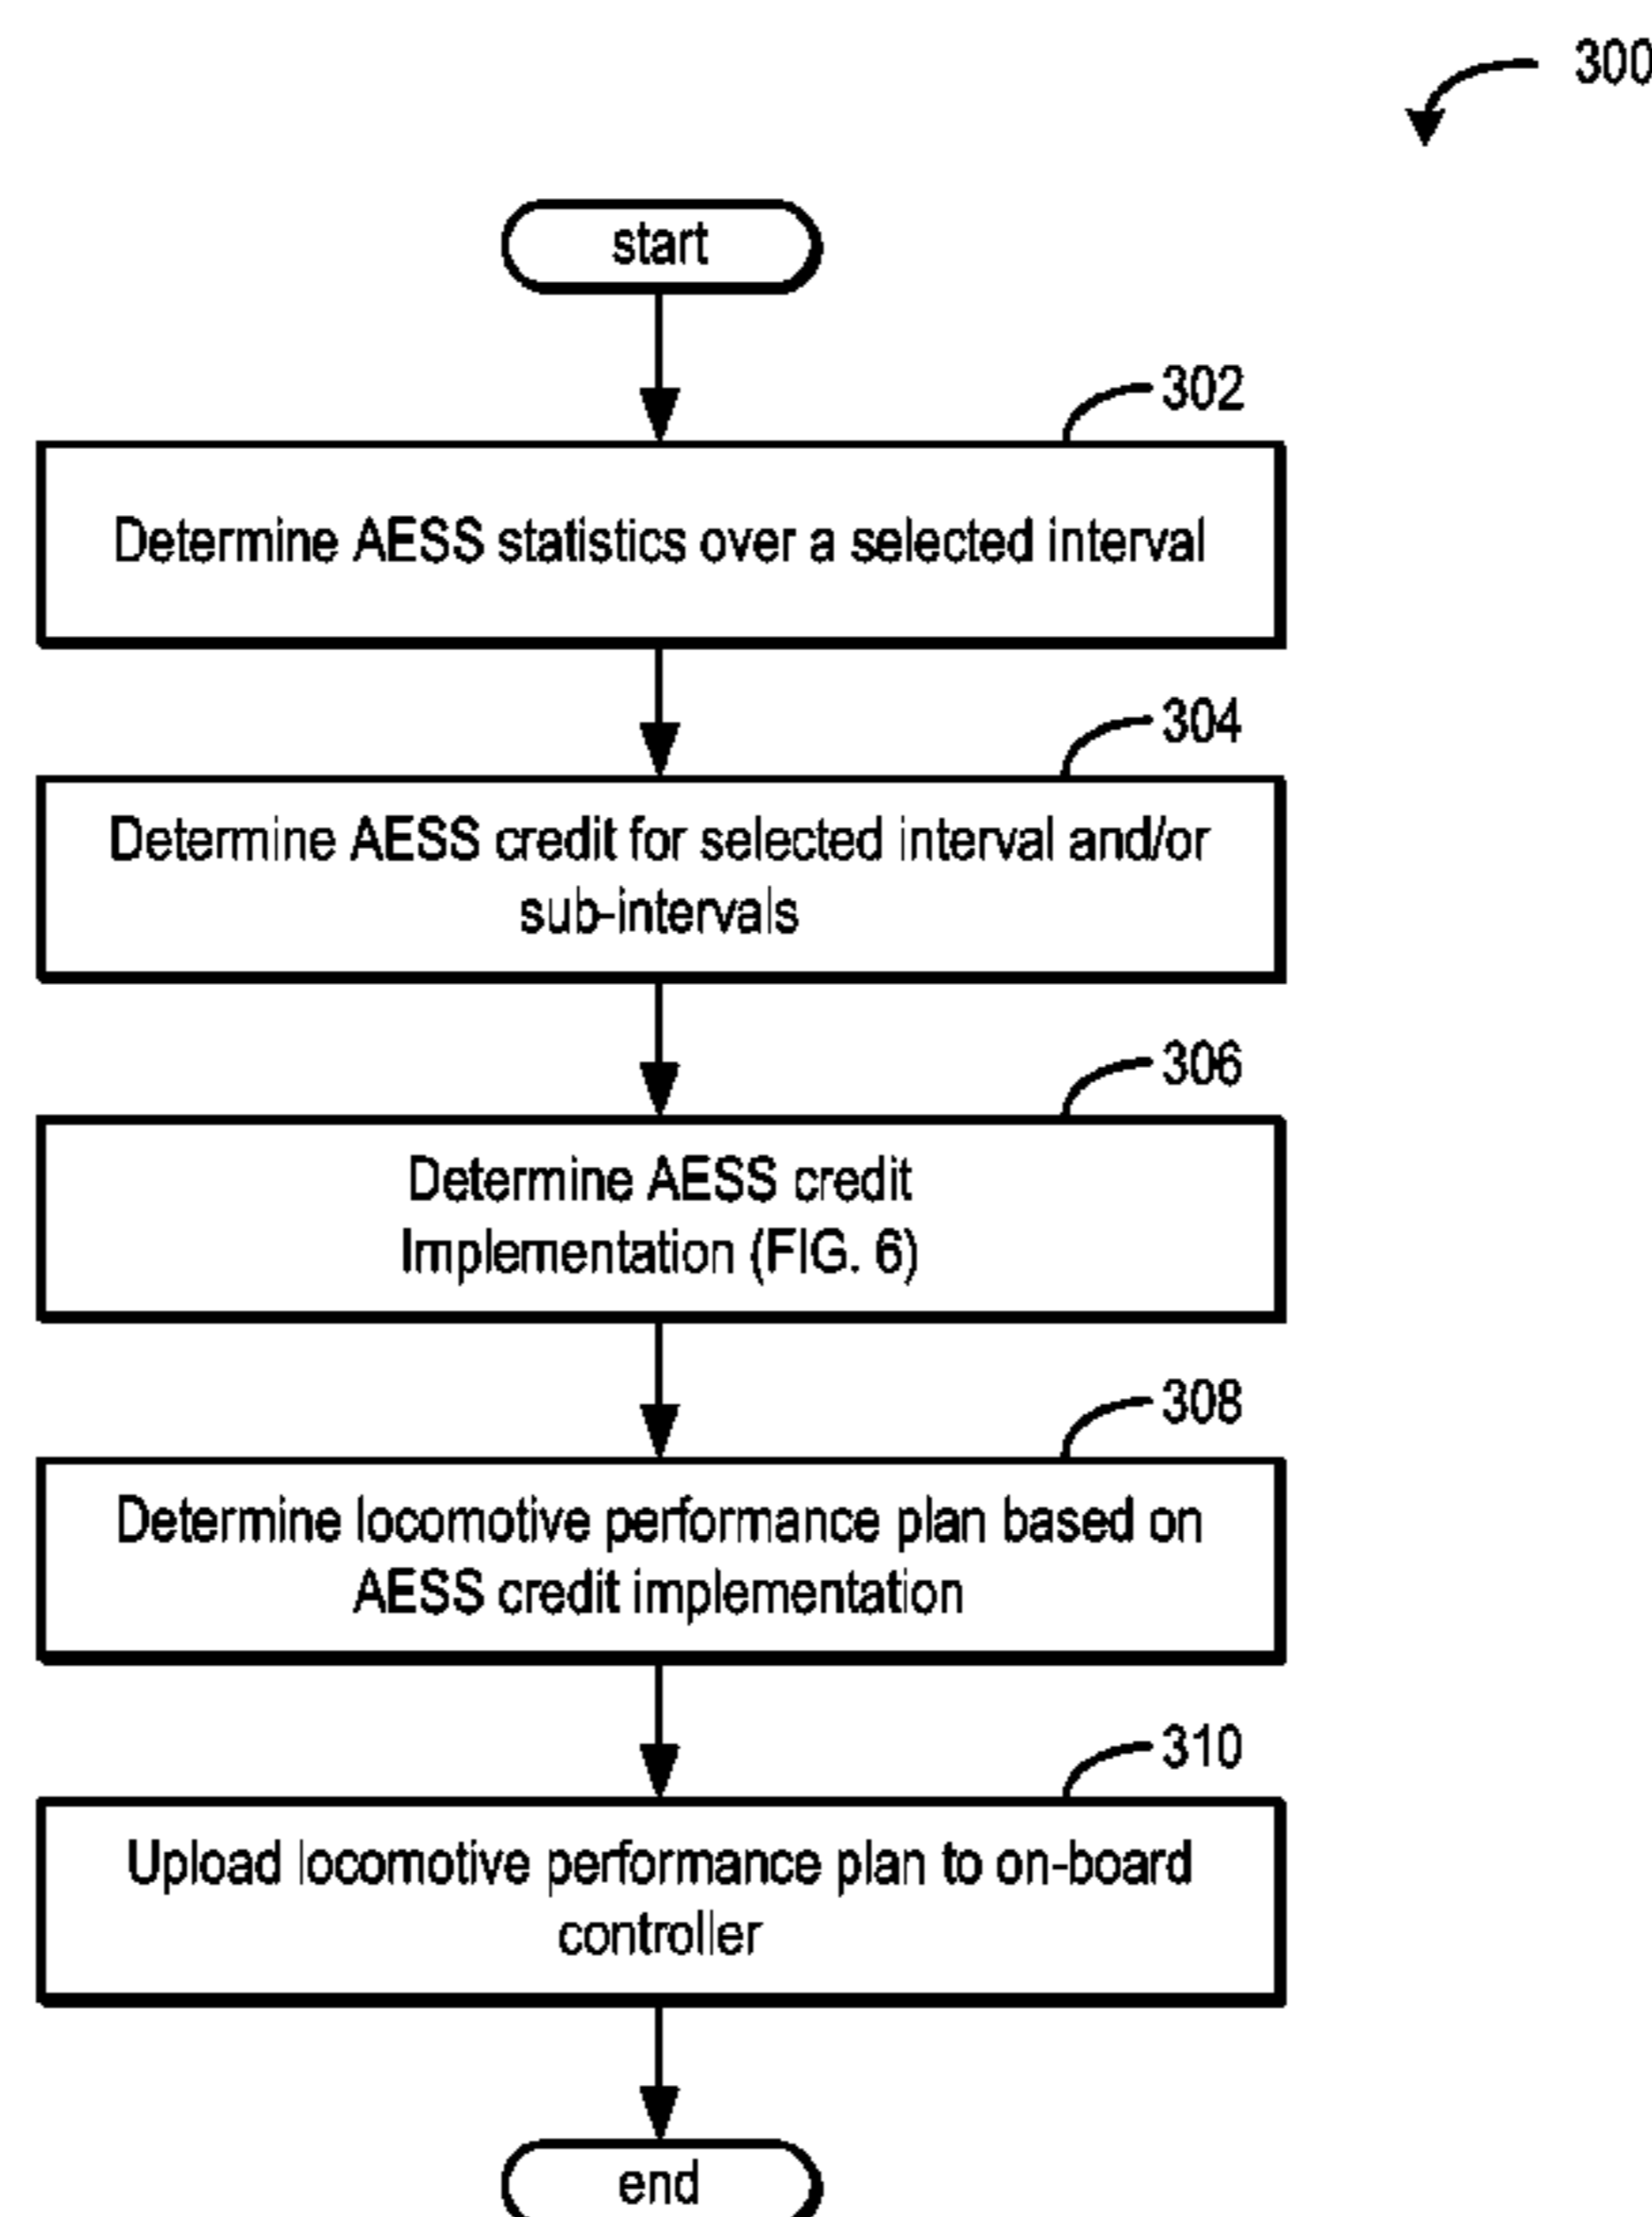 300
start
302
Determine AESS statistics over a selected interval
304
Determine AESS credit for selected interval and/or
sub-intervals
306
Determine AESS credit
Implementation (FIG. 6)
308
Determine locomotive performance plan based on
AESS credit implementation
310
Upload locomotive performance plan to on-board
controller
end